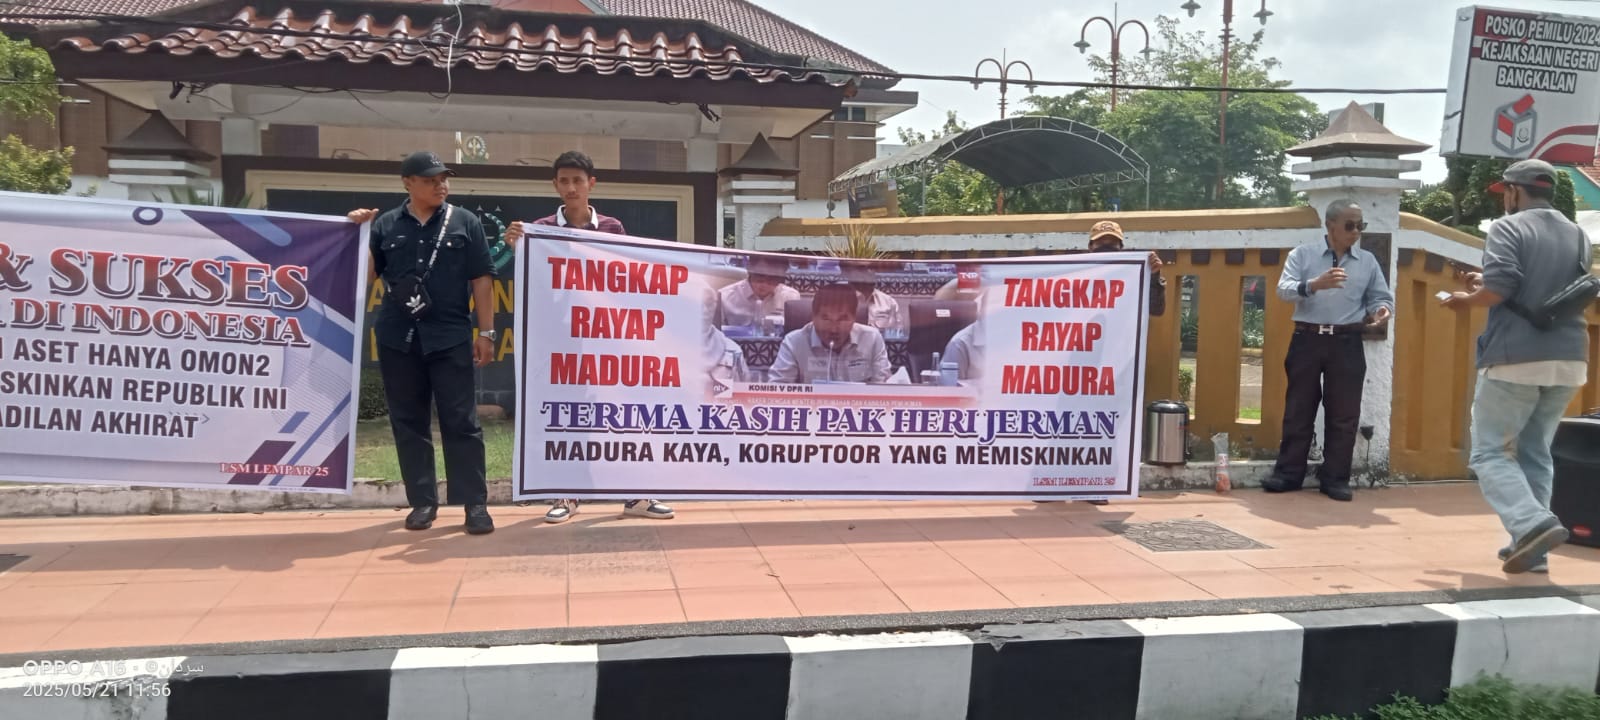 & SUKSES
DI INDONESIA
ASET HANYA OMON2
SKINKAN REPUBLIK INI
ADILAN AKHIRAT
LSM LEMPAR 25
TANGKAP
RAYAP
MADURA
KOMISI V DPR RI
TANGKAP
RAYAP
MADURA
TERIMA KASIH PAK HERI JERMAN
MADURA KAYA, KORUPTOOR YANG MEMISKINKAN
LSM LEMPAR 25
POSKO PEMILU 2024
KEJAKSAAN NEGERI
BANGKALAN
adidas
OPPO A16 · سردار9
2025/05/21 11:56